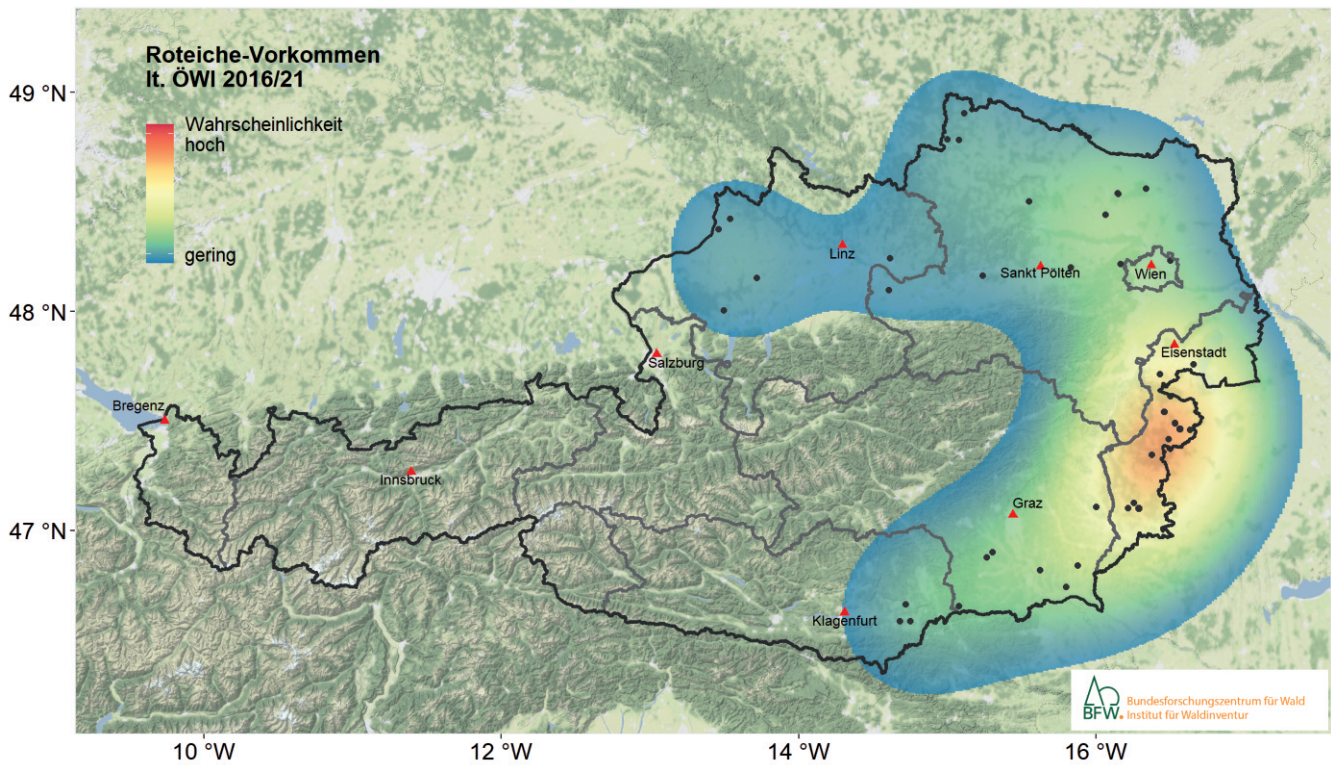 Roteiche-Vorkommen
lt. ÖWI 2016/21
Wahrscheinlichkeit
hoch
gering
49 °N
48 °N
47 °N
Linz
Sankt Pölten
Wien
Eisenstadt
Salzburg
Bregenz
Innsbruck
Graz
Klagenfurt
BFW.
Bundesforschungszentrum für Wald
Institut für Waldinventur
10 °W
12 °W
14 °W
16 °W